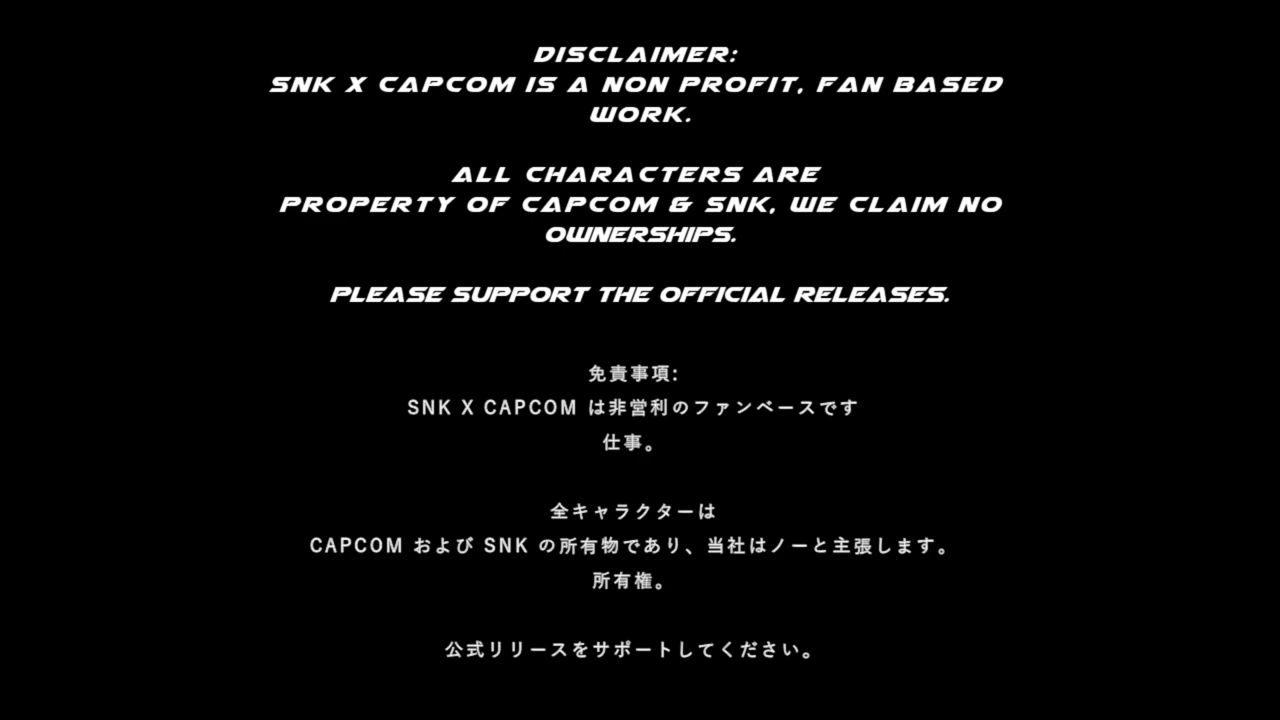 DISCLAIMER:
SNK X CAPCOM IS A NON PROFIT, FAN BASED
WORK.
ALL CHARACTERS ARE
PROPERTY OF CAPCOM & SNK, WE CLAIM NO
OWNERSHIPS.
PLEASE SUPPORT THE OFFICIAL RELEASES.
免責事項:
SNK X CAPCOM は非営利のファンベースです
仕事。
全キャラクターは
CAPCOM および SNK の所有物であり、当社はノーと主張します。
所有権。
公式リリースをサポートしてください。